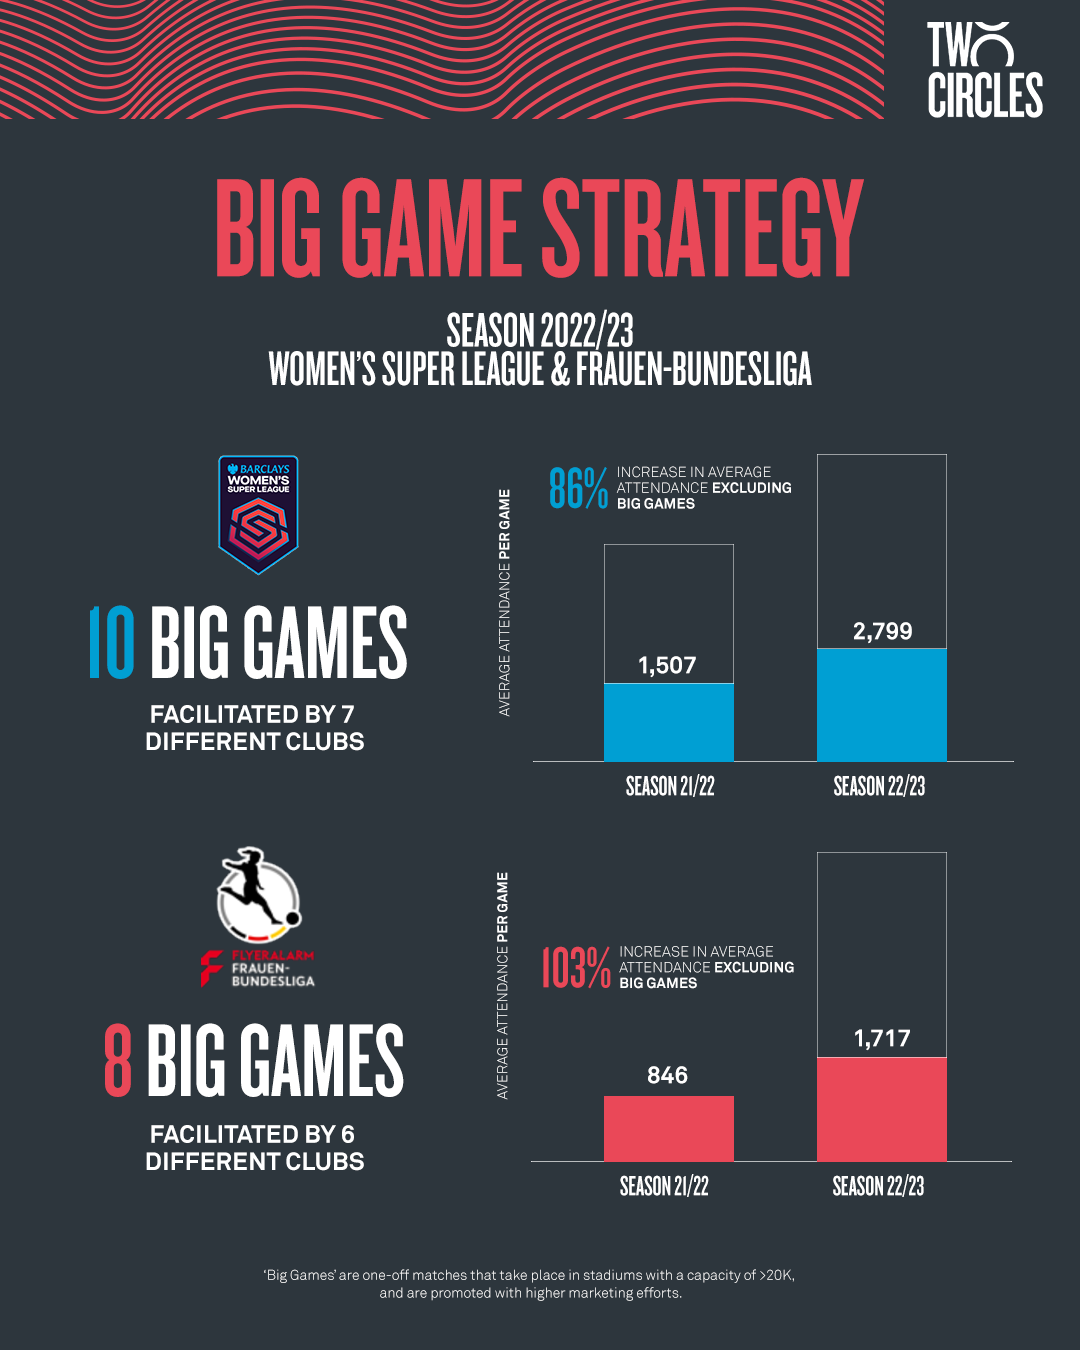 TWO
CIRCLES
BIG GAME STRATEGY
SEASON 2022/23
WOMEN'S SUPER LEAGUE & FRAUEN-BUNDESLIGA
BARCLAYS
WOMEN'S
SUPER LEAGUE
10 BIG GAMES
FACILITATED BY 7
DIFFERENT CLUBS
AVERAGE ATTENDANCE PER GAME
86% INCREASE IN AVERAGE
ATTENDANCE EXCLUDING
BIG GAMES
1,507
2,799
SEASON 21/22
SEASON 22/23
FLYERALARM
FRAUEN-
BUNDESLIGA
8 BIG GAMES
FACILITATED BY 6
DIFFERENT CLUBS
AVERAGE ATTENDANCE PER GAME
103% INCREASE IN AVERAGE
ATTENDANCE EXCLUDING
BIG GAMES
846
1,717
SEASON 21/22
SEASON 22/23
'Big Games' are one-off matches that take place in stadiums with a capacity of >20K,
and are promoted with higher marketing efforts.